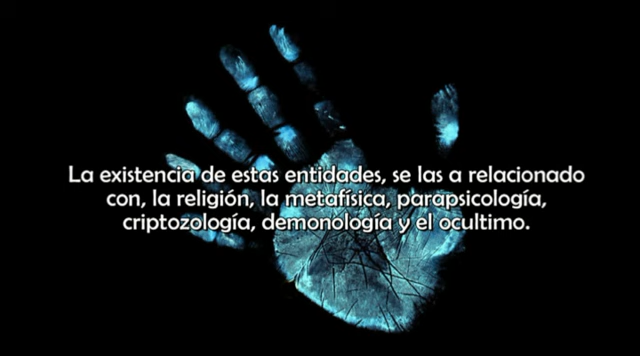 La existencia de estas entidades, se las a relacionado
con, la religión, la metafísica, parapsicología,
criptozología, demonología y el ocultimo.